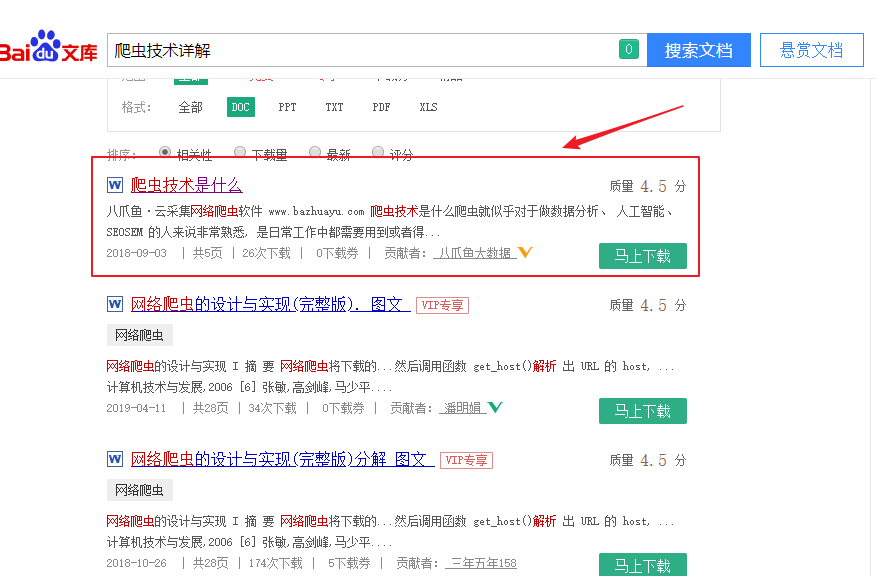 Bai du 文库
爬虫技术详解
0
搜索文档
悬赏文档
格式: 全部 DOC PPT TXT PDF XLS
排序: 相关性 下载量 最新 评分
W 爬虫技术是什么 质量 4.5 分
八爪鱼·云采集网络爬虫软件 www.bazhuayu.com 爬虫技术是什么爬虫就似乎对于做数据分析、 人工智能、
SEOSEM 的人来说非常熟悉, 是日常工作中都需要用到或者得...
2018-09-03 | 共5页 | 26次下载 | 0下载券 | 贡献者: 八爪鱼大数据
马上下载
W 网络爬虫的设计与实现(完整版). 图文 VIP专享 质量 4.5 分
网络爬虫
网络爬虫的设计与实现 I 摘 要 网络爬虫将下载的...然后调用函数 get_host()解析 出 URL 的 host, ...
计算机技术与发展,2006 [6] 张敏,高剑峰,马少平....
2019-04-11 | 共28页 | 34次下载 | 0下载券 | 贡献者: 潘明娟
马上下载
W 网络爬虫的设计与实现(完整版)分解 图文 VIP专享 质量 4.5 分
网络爬虫
网络爬虫的设计与实现 I 摘 要 网络爬虫将下载的...然后调用函数 get_host()解析 出 URL 的 host, ...
计算机技术与发展,2006 [6] 张敏,高剑峰,马少平....
2018-10-26 | 共28页 | 174次下载 | 5下载券 | 贡献者: 三年五年158
马上下载